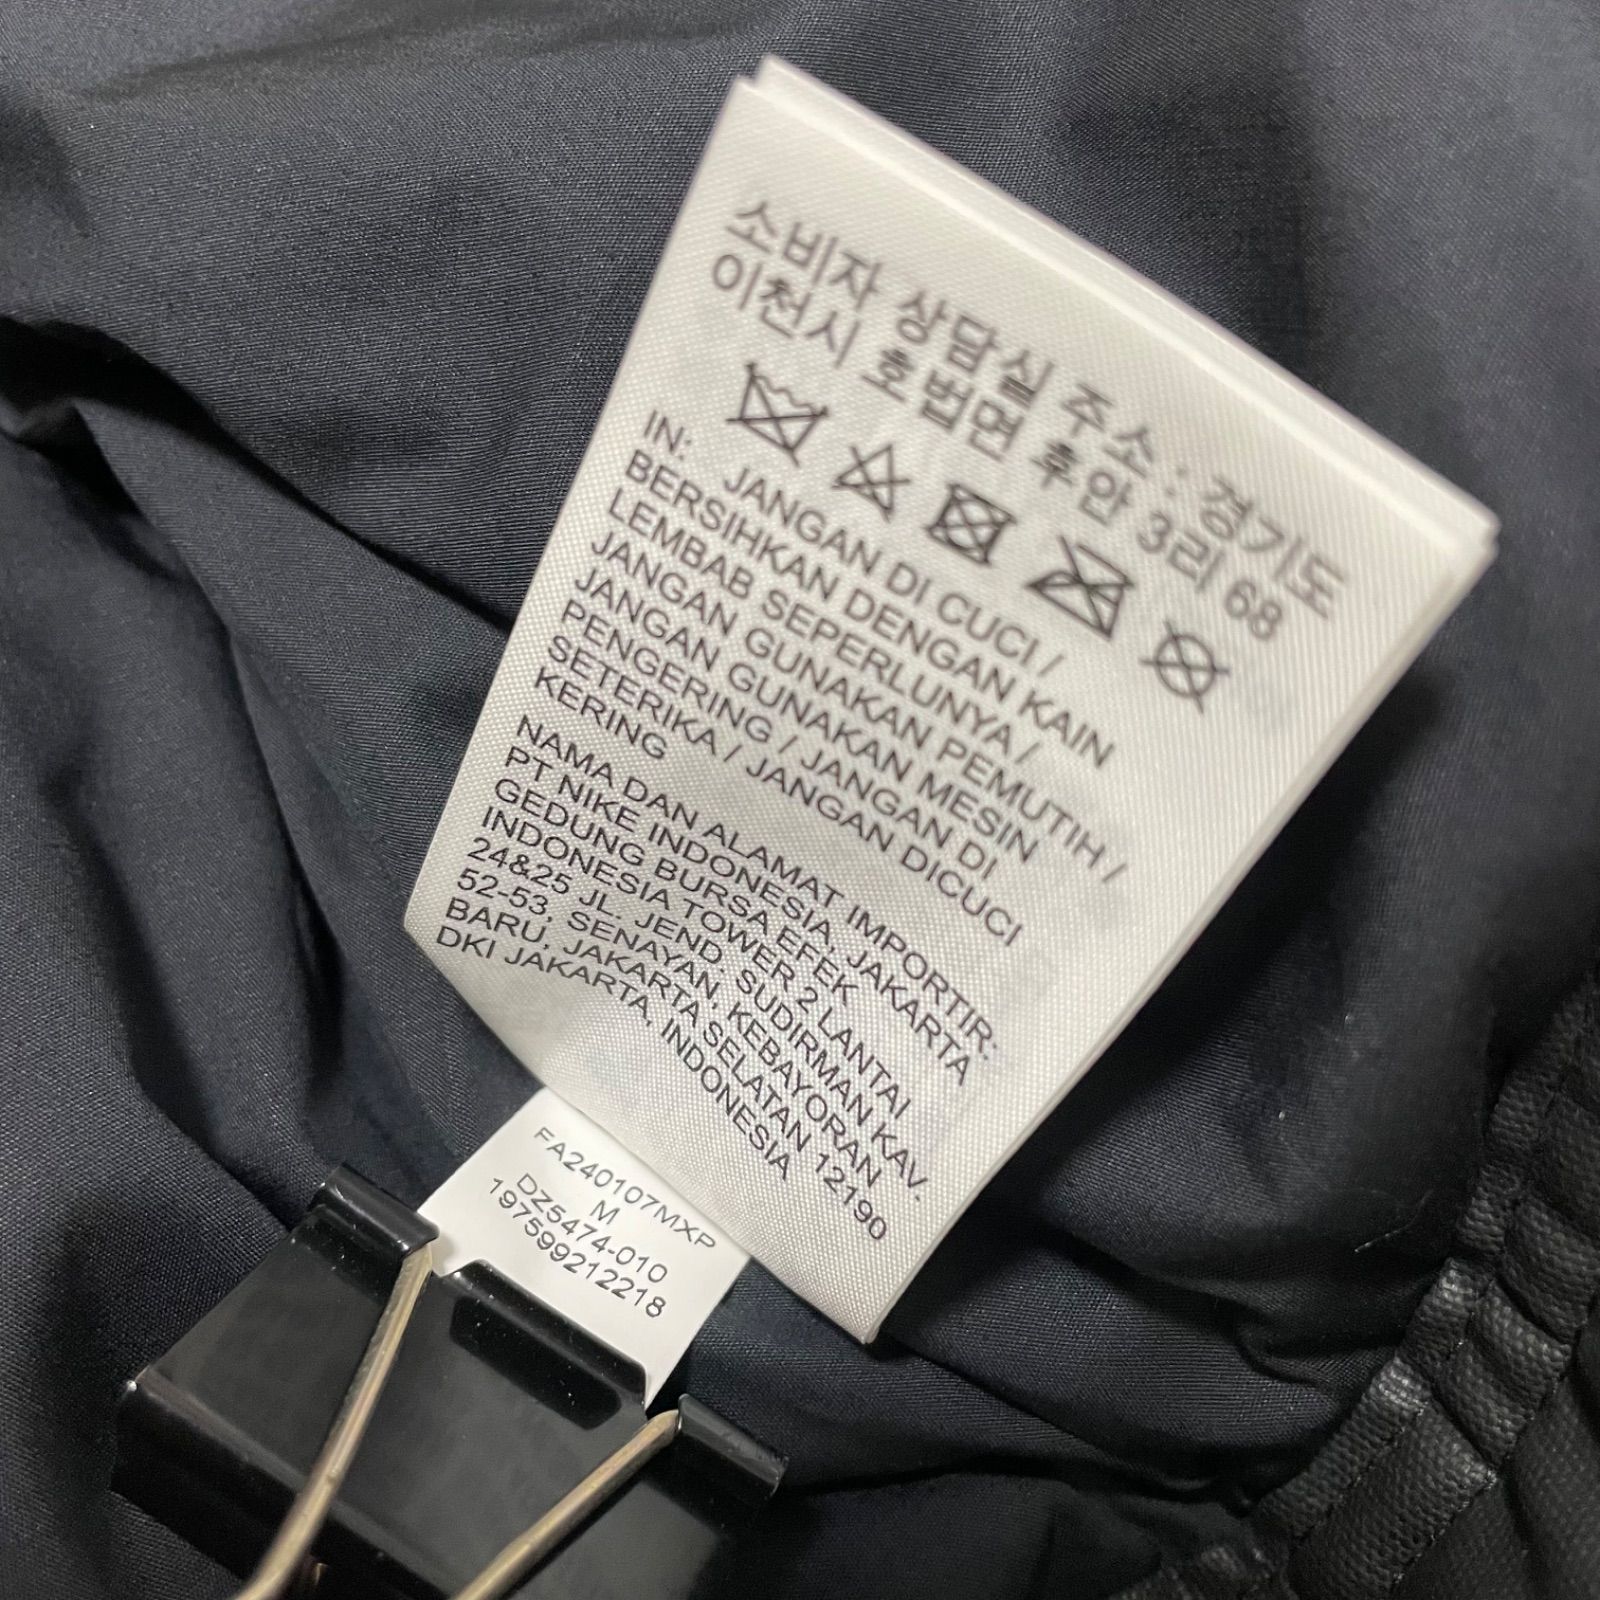 소비자 상담실 주소 : 경기도
이천시 호법면 후안 3리 68
IN: JANGAN DI CUCI /
BERSIHKAN DENGAN KAIN
LEMBAB SEPERLUNYA /
JANGAN GUNAKAN PEMUTIH /
JANGAN GUNAKAN MESIN
PENGERING / JANGAN DI
SETERIKA / JANGAN DICUCI
KERING
NAMA DAN ALAMAT IMPORTIR:
PT NIKE INDONESIA, JAKARTA
GEDUNG BURSA EFEK
INDONESIA TOWER 2 LANTAI
24&25 JL. JEND. SUDIRMAN KAV.
52-53, SENAYAN, KEBAYORAN
BARU, JAKARTA SELATAN 12190
DKI JAKARTA, INDONESIA
FA240107MXP
M
DZ5474-010
197599212218